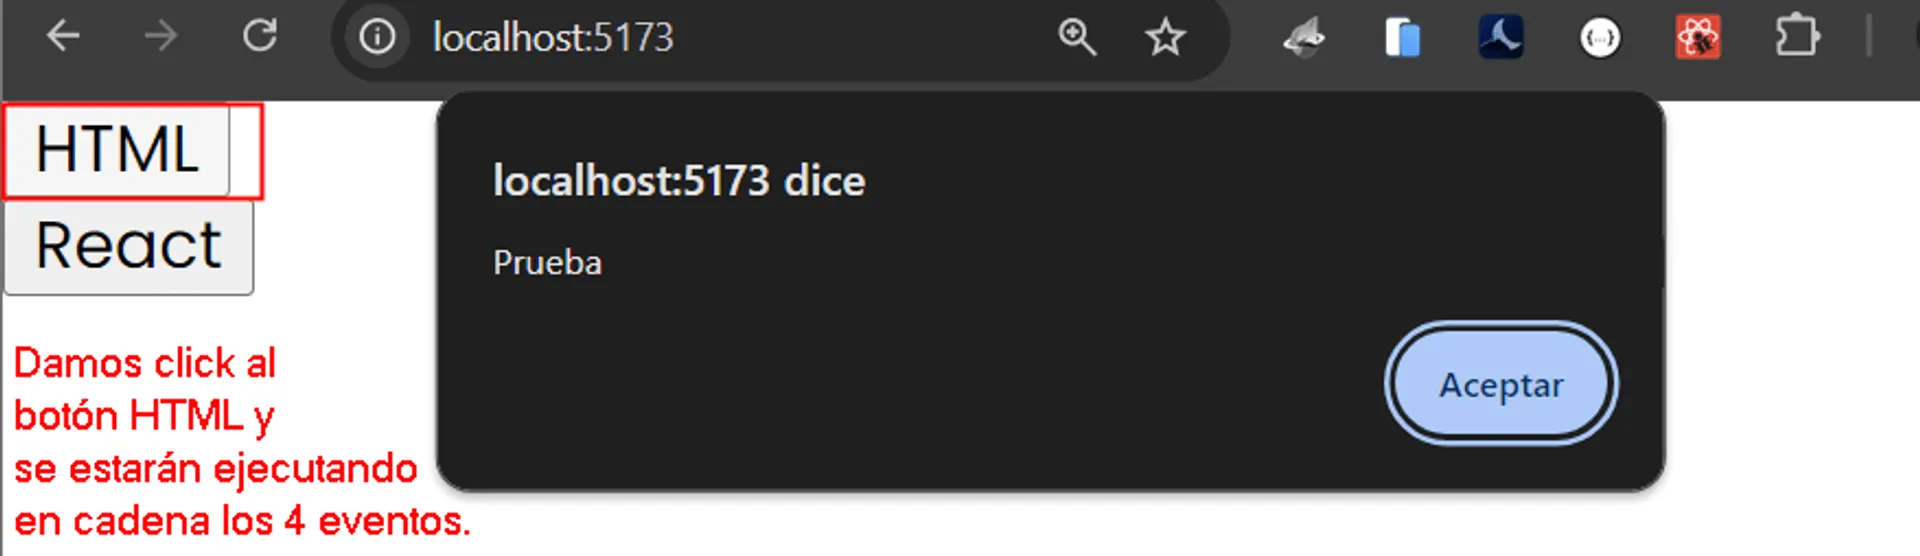 localhost:5173
HTML
React
localhost:5173 dice
Prueba
Aceptar
Damos click al
botón HTML y
se estarán ejecutando
en cadena los 4 eventos.